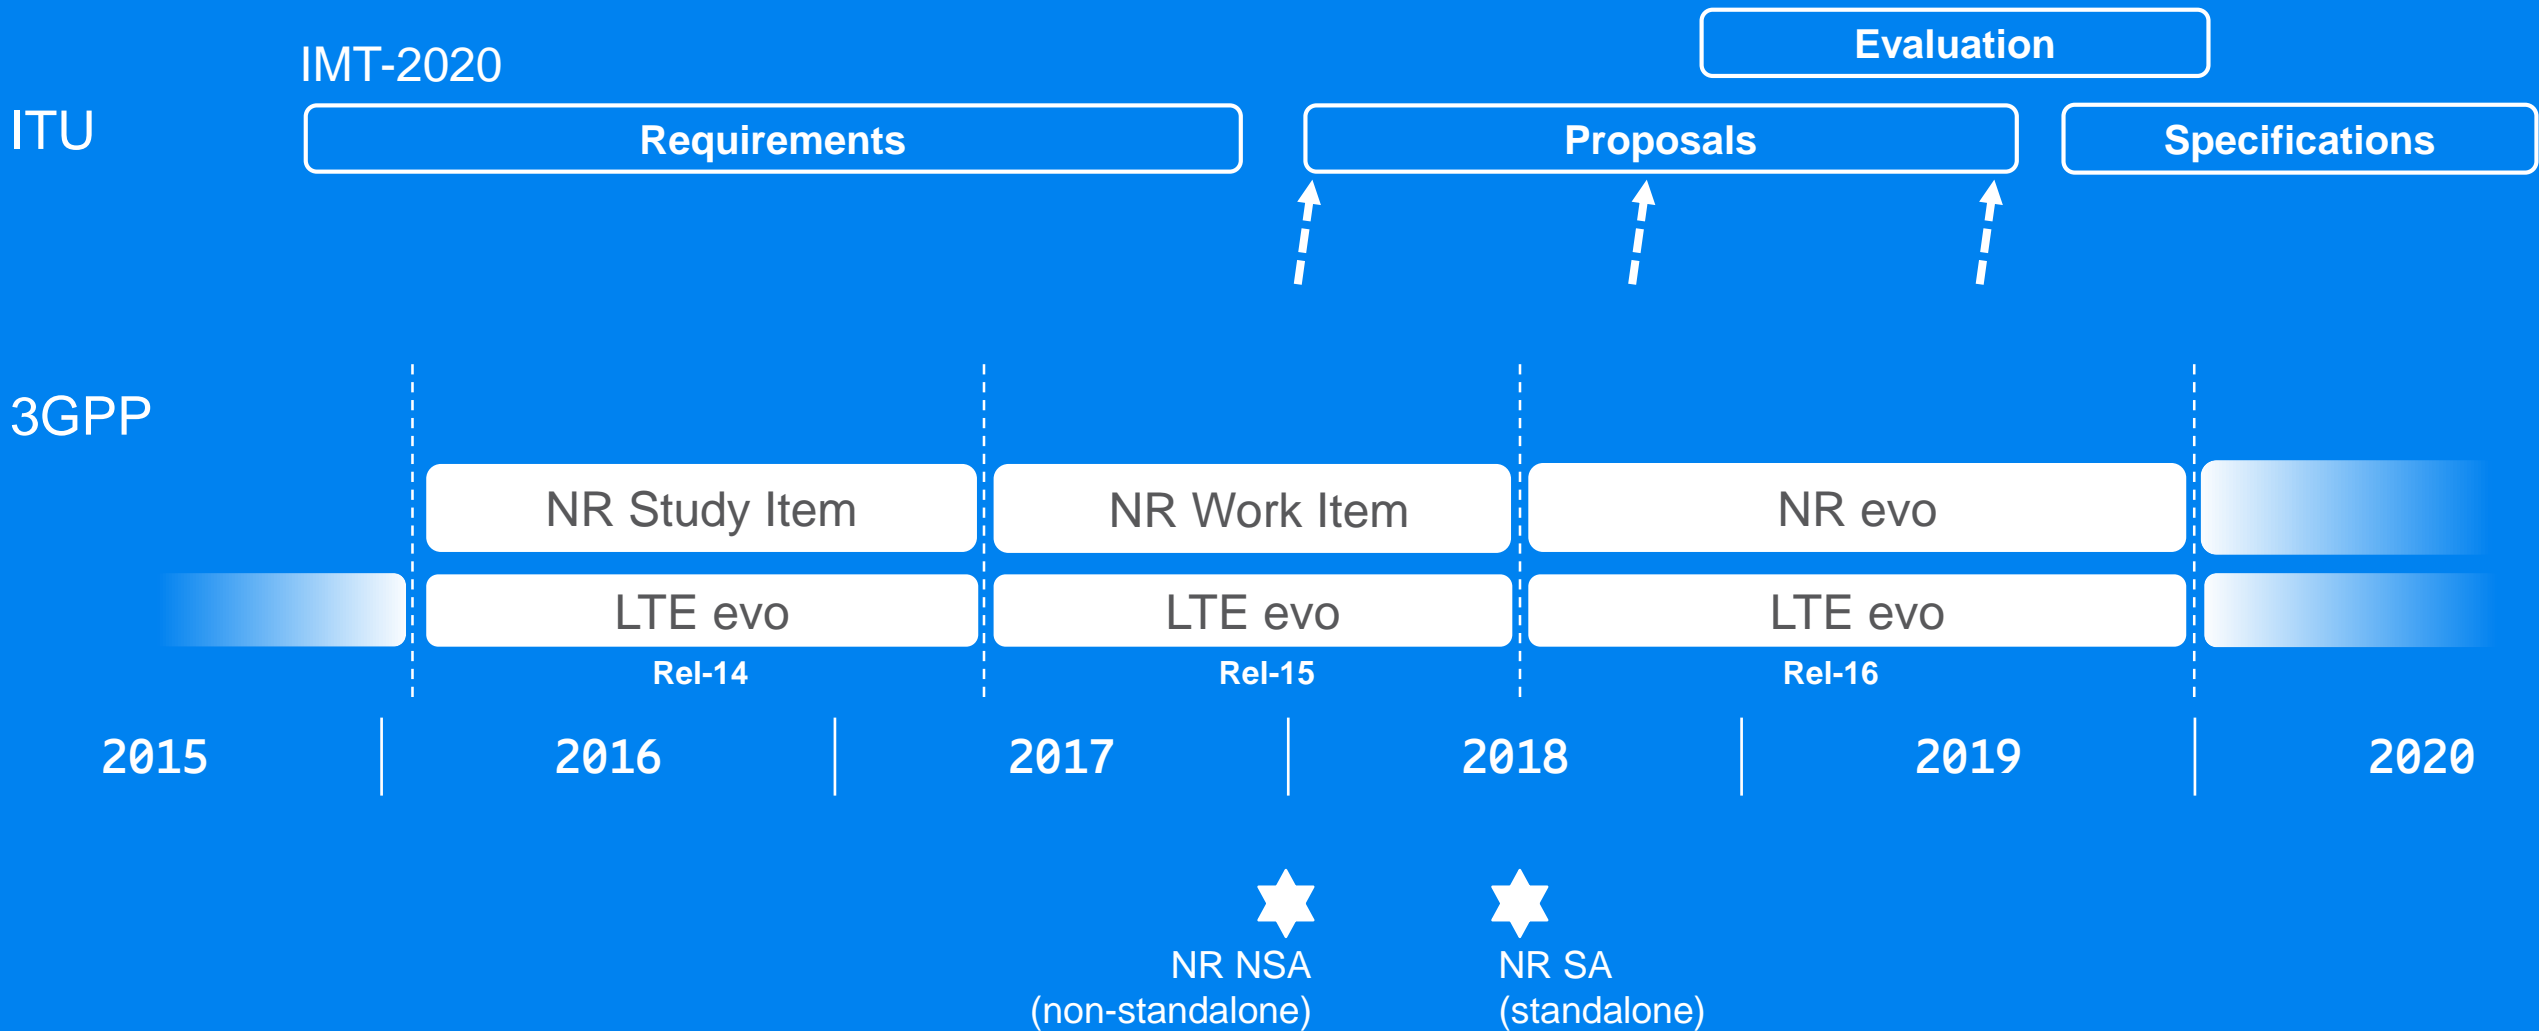 Evaluation
IMT-2020
ITU
Requirements
Proposals
Specifications
3GPP
NR Study Item
NR Work Item
NR evo
LTE evo
LTE evo
LTE evo
Rel-14
Rel-15
Rel-16
2015
2016
2017
2018
2019
2020
NR NSA
(non-standalone)
NR SA
(standalone)